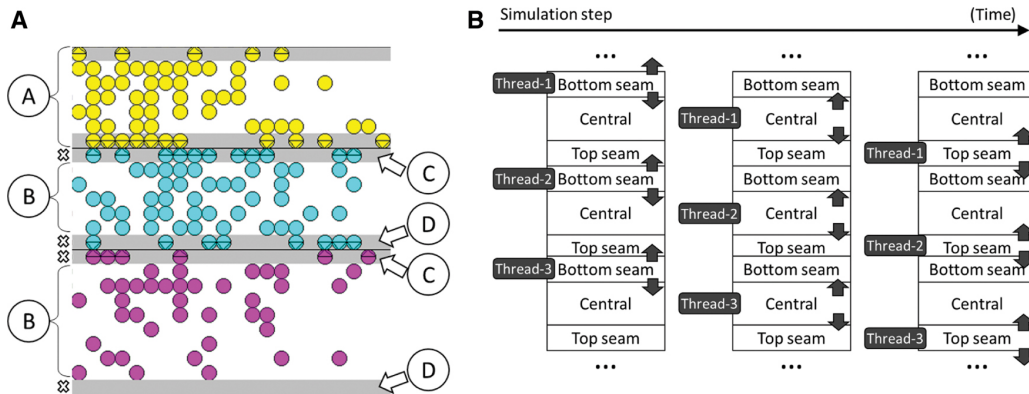 A
A
B
B
C
D
C
D
B
Simulation step
(Time)
...
...
...
Thread-1
Bottom seam
Central
Top seam
Thread-2
Bottom seam
Central
Top seam
Thread-3
Bottom seam
Central
Top seam
...
Bottom seam
Thread-1
Central
Top seam
Bottom seam
Thread-2
Central
Top seam
Bottom seam
Thread-3
Central
Top seam
...
Bottom seam
Central
Thread-1
Top seam
Bottom seam
Central
Thread-2
Top seam
Bottom seam
Central
Thread-3
Top seam
...